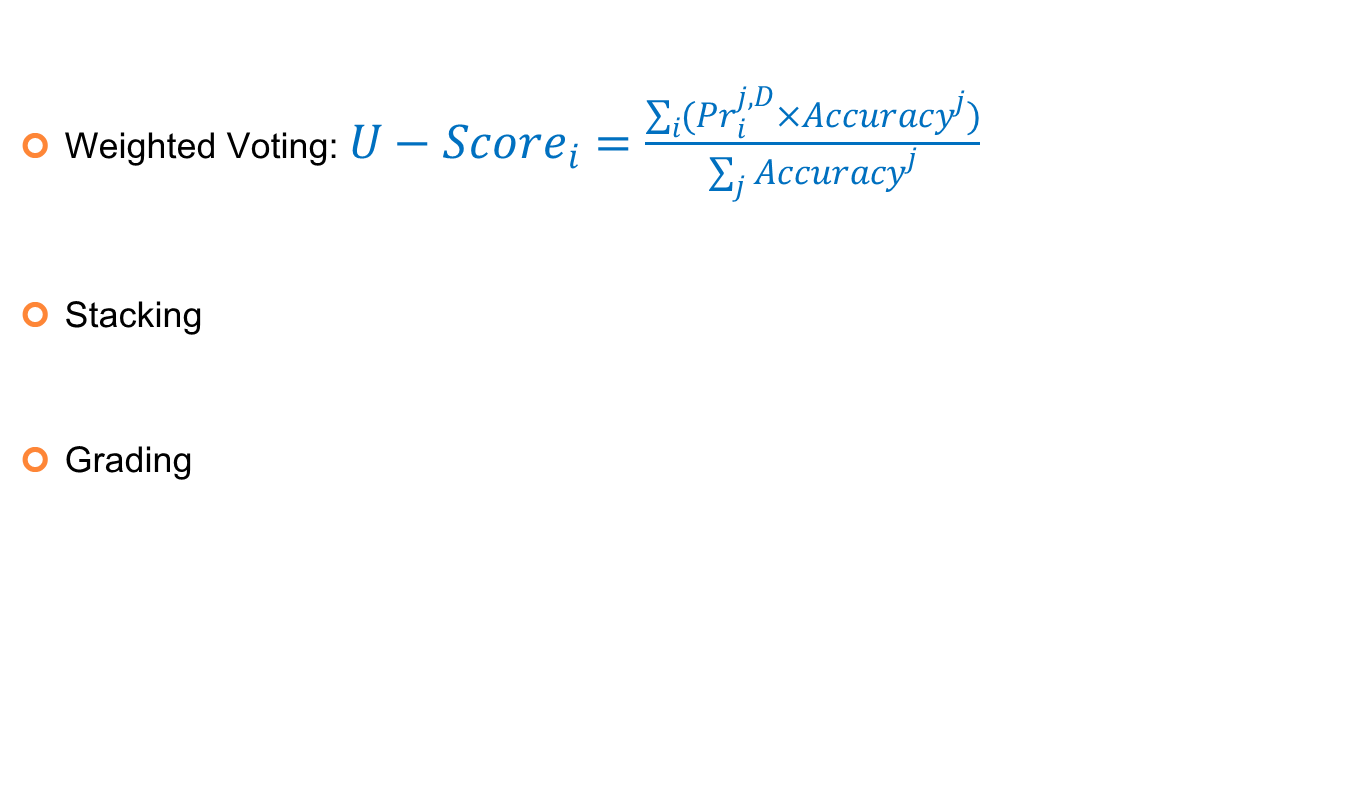 Weighted Voting: U − Score_i = ∑_i(Pr_i^{j,D} × Accuracy^j) / ∑_j Accuracy^j
Stacking
Grading